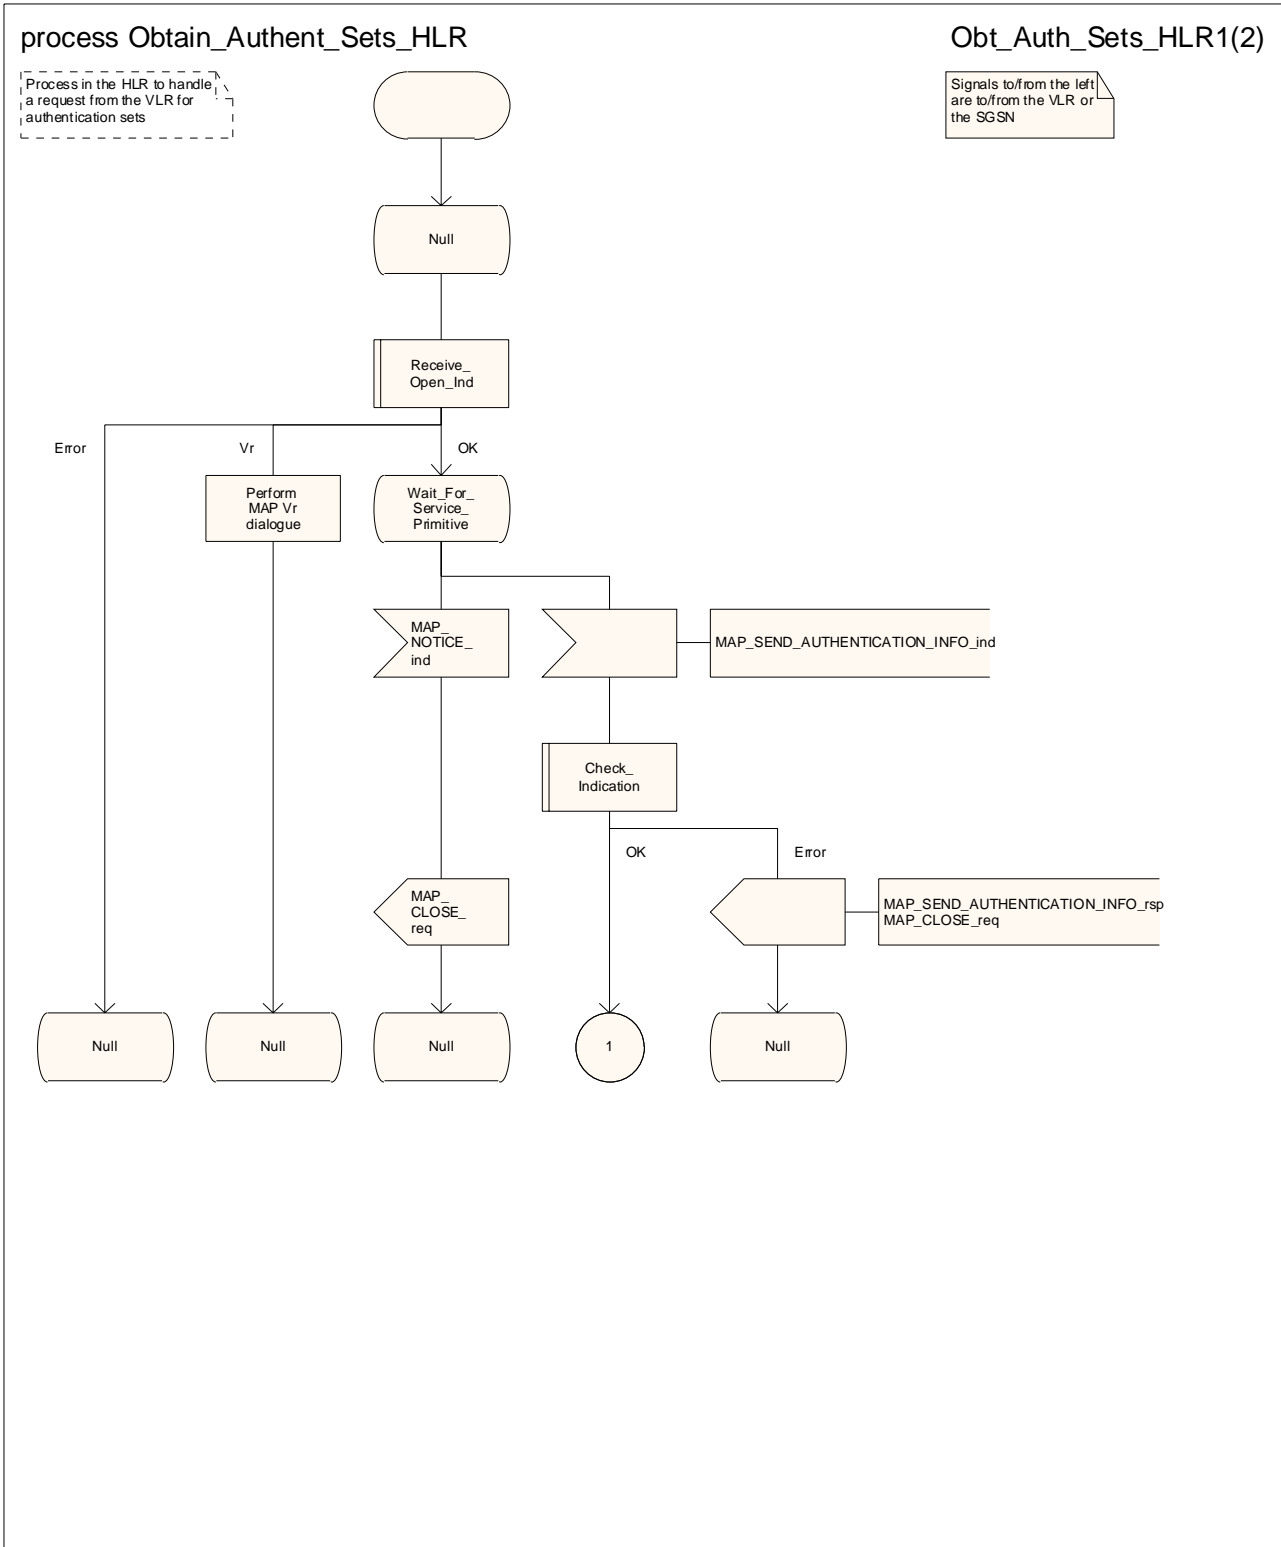 process Obtain_Authent_Sets_HLR
Obt_Auth_Sets_HLR1(2)
Process in the HLR to handle
a request from the VLR for
authentication sets
Signals to/from the left
are to/from the VLR or
the SGSN
Null
Receive_
Open_Ind
Error
Vr
OK
Perform
MAP Vr
dialogue
Wait_For_
Service_
Primitive
MAP_
NOTICE_
ind
MAP_SEND_AUTHENTICATION_INFO_ind
Check_
Indication
OK
Error
MAP_
CLOSE_
req
MAP_SEND_AUTHENTICATION_INFO_rsp
MAP_CLOSE_req
Null
Null
Null
1
Null